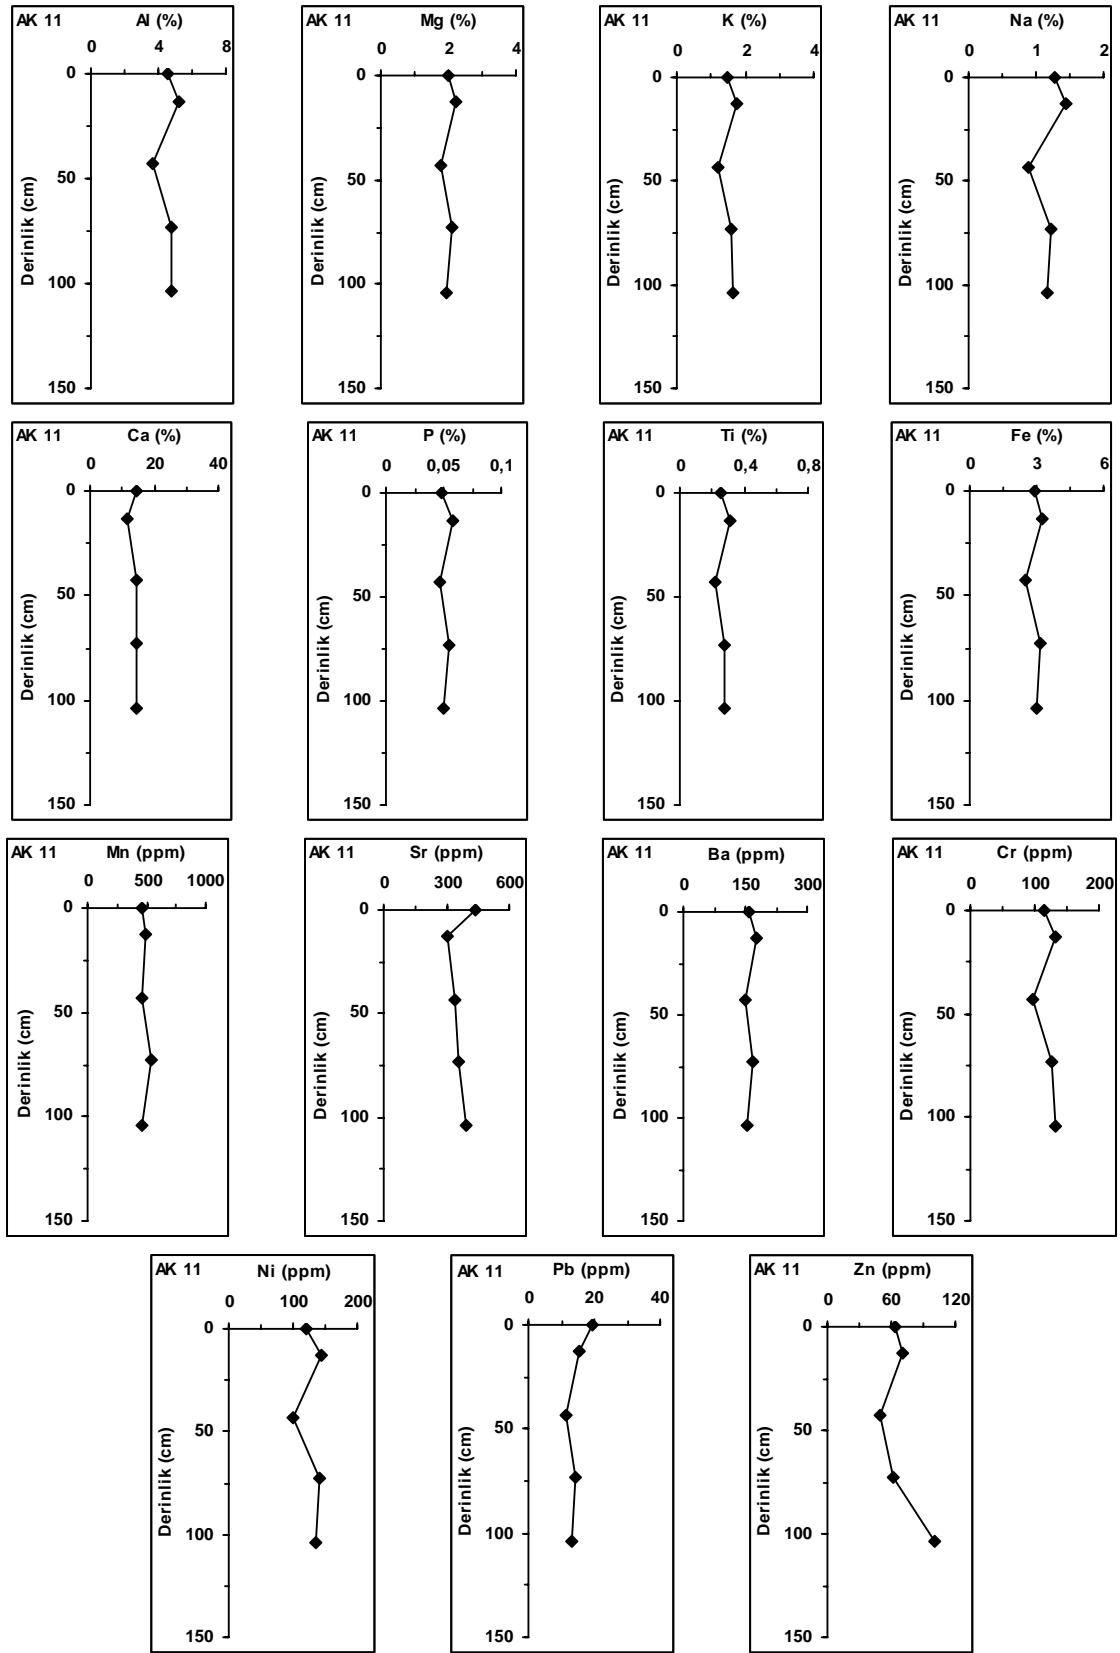 AK 11 Al (%)
0 4 8
0
50
100
150
Derinlik (cm)
AK 11 Mg (%)
0 2 4
0
50
100
150
Derinlik (cm)
AK 11 K (%)
0 2 4
0
50
100
150
Derinlik (cm)
AK 11 Na (%)
0 1 2
0
50
100
150
Derinlik (cm)
AK 11 Ca (%)
0 20 40
0
50
100
150
Derinlik (cm)
AK 11 P (%)
0 0,05 0,1
0
50
100
150
Derinlik (cm)
AK 11 Ti (%)
0 0,4 0,8
0
50
100
150
Derinlik (cm)
AK 11 Fe (%)
0 3 6
0
50
100
150
Derinlik (cm)
AK 11 Mn (ppm)
0 500 1000
0
50
100
150
Derinlik (cm)
AK 11 Sr (ppm)
0 300 600
0
50
100
150
Derinlik (cm)
AK 11 Ba (ppm)
0 150 300
0
50
100
150
Derinlik (cm)
AK 11 Cr (ppm)
0 100 200
0
50
100
150
Derinlik (cm)
AK 11 Ni (ppm)
0 100 200
0
50
100
150
Derinlik (cm)
AK 11 Pb (ppm)
0 20 40
0
50
100
150
Derinlik (cm)
AK 11 Zn (ppm)
0 60 120
0
50
100
150
Derinlik (cm)